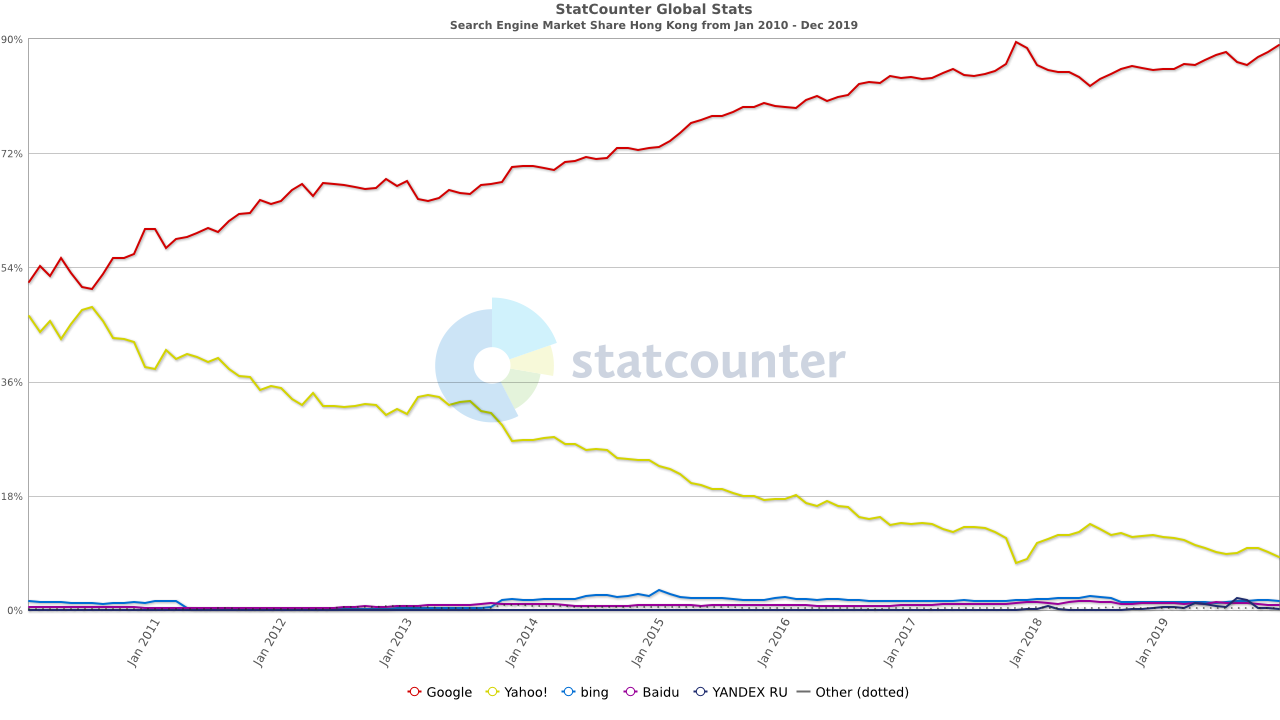 StatCounter Global Stats
Search Engine Market Share Hong Kong from Jan 2010 - Dec 2019
90%
72%
54%
36%
18%
0%
statcounter
Jan 2011
Jan 2012
Jan 2013
Jan 2014
Jan 2015
Jan 2016
Jan 2017
Jan 2018
Jan 2019
Google Yahoo! bing Baidu YANDEX RU Other (dotted)